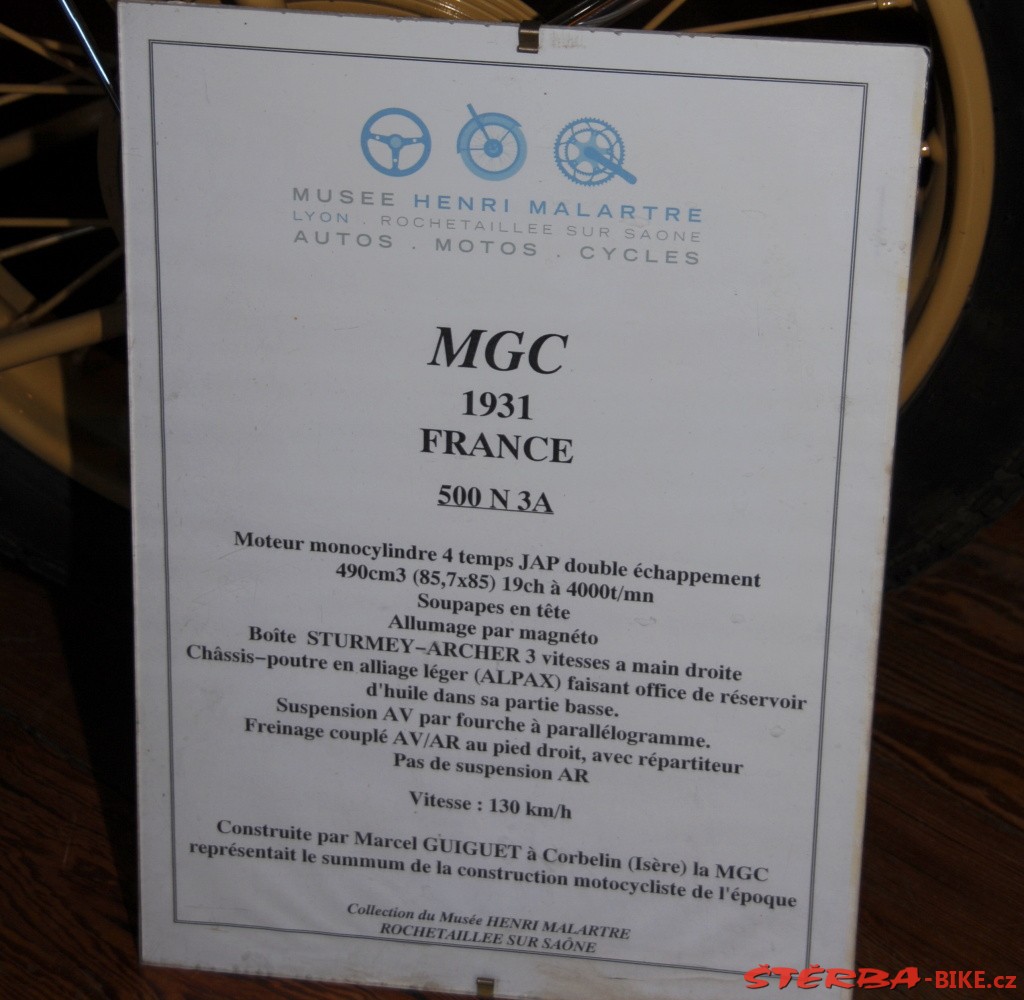 MUSEE HENRI MALARTRE
LYON . ROCHETAILLEE SUR SAONE
AUTOS . MOTOS . CYCLES
MGC
1931
FRANCE
500 N 3A
Moteur monocylindre 4 temps JAP double échappement
490cm3 (85,7x85) 19ch à 4000t/mn
Soupapes en tête
Allumage par magnéto
Boîte STURMEY-ARCHER 3 vitesses a main droite
Châssis-poutre en alliage léger (ALPAX) faisant office de réservoir
d'huile dans sa partie basse.
Suspension AV par fourche à parallélogramme.
Freinage couplé AV/AR au pied droit, avec répartiteur
Pas de suspension AR
Vitesse : 130 km/h
Construite par Marcel GUIGUET à Corbelin (Isère) la MGC
représentait le summum de la construction motocycliste de l'époque
Collection du Musée HENRI MALARTRE
ROCHETAILLEE SUR SAÔNE
ŠTĚRBA-BIKE.cz